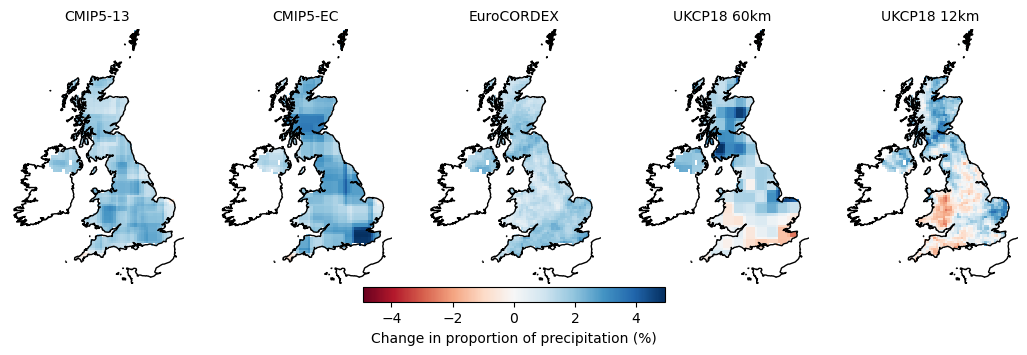 CMIP5-13 CMIP5-EC EuroCORDEX UKCP18 60km UKCP18 12km
−4 −2 0 2 4
Change in proportion of precipitation (%)